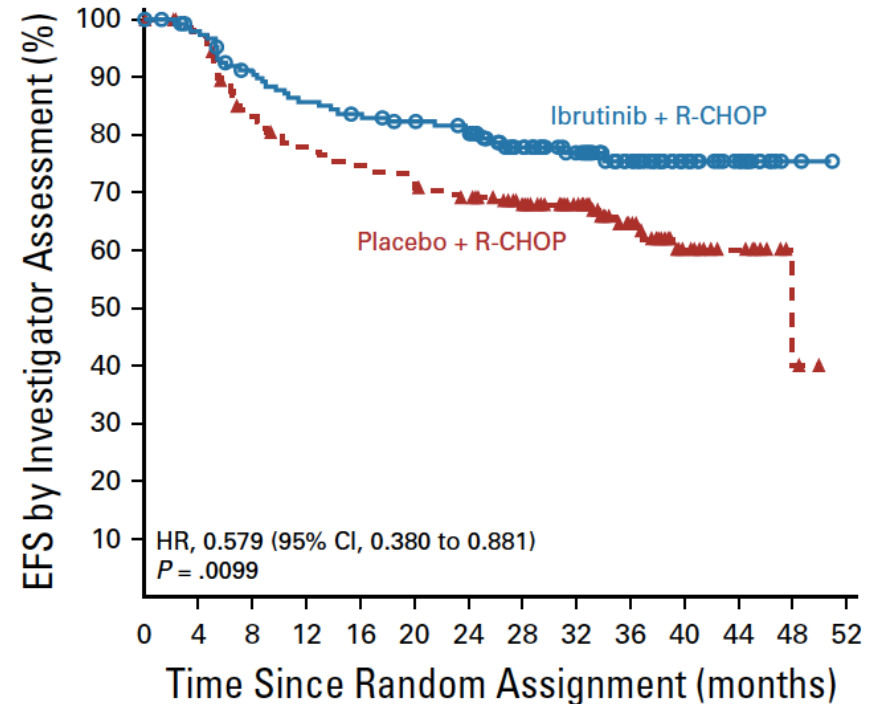 EFS by Investigator Assessment (%)
100
90
80
70
60
50
40
30
20
10
Ibrutinib + R-CHOP
Placebo + R-CHOP
HR, 0.579 (95% CI, 0.380 to 0.881)
P = .0099
0 4 8 12 16 20 24 28 32 36 40 44 48 52
Time Since Random Assignment (months)